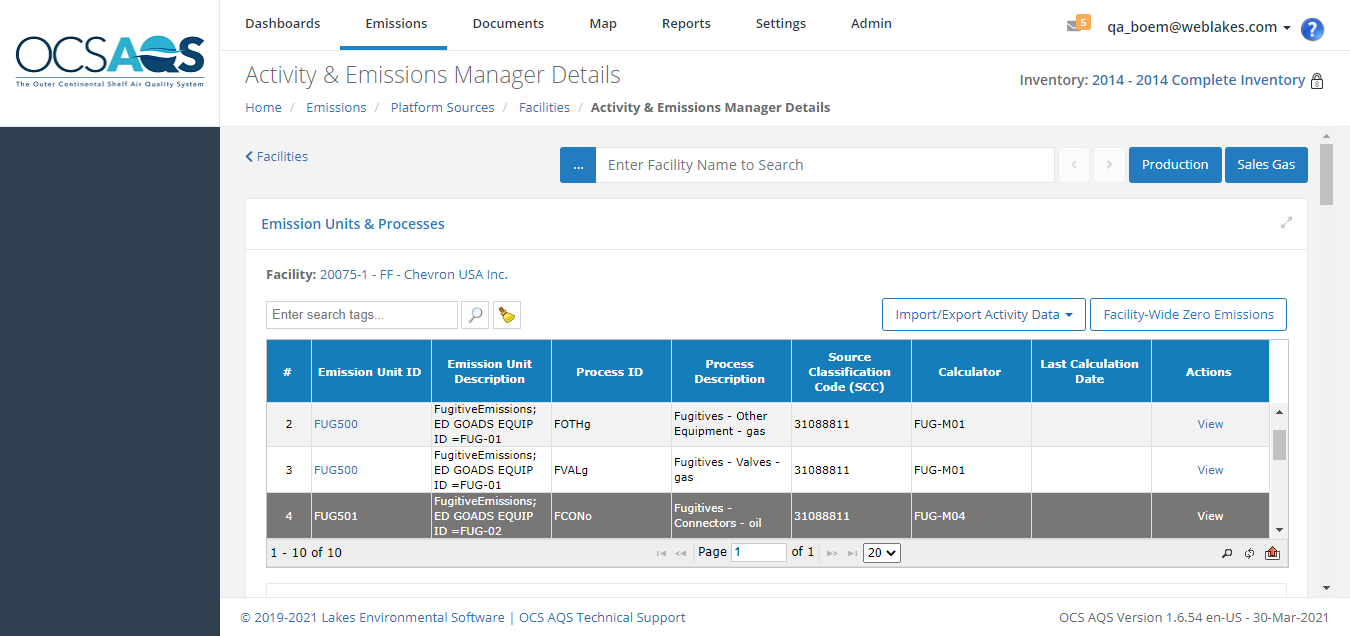 OCSAQS
The Outer Continental Shelf Air Quality System
Dashboards Emissions Documents Map Reports Settings Admin
5 qa_boem@weblakes.com ?
Activity & Emissions Manager Details
Inventory: 2014 - 2014 Complete Inventory
Home / Emissions / Platform Sources / Facilities / Activity & Emissions Manager Details
Facilities
... Enter Facility Name to Search < > Production Sales Gas
Emission Units & Processes
Facility: 20075-1 - FF - Chevron USA Inc.
Enter search tags... Import/Export Activity Data Facility-Wide Zero Emissions
# Emission Unit ID Emission Unit Description Process ID Process Description Source Classification Code (SCC) Calculator Last Calculation Date Actions
2 FUG500 FugitiveEmissions; ED GOADS EQUIP ID =FUG-01 FOTHg Fugitives - Other Equipment - gas 31088811 FUG-M01 View
3 FUG500 FugitiveEmissions; ED GOADS EQUIP ID =FUG-01 FVALg Fugitives - Valves - gas 31088811 FUG-M01 View
4 FUG501 FugitiveEmissions; ED GOADS EQUIP ID =FUG-02 FCONo Fugitives - Connectors - oil 31088811 FUG-M04 View
1 - 10 of 10 Page 1 of 1 20
© 2019-2021 Lakes Environmental Software | OCS AQS Technical Support
OCS AQS Version 1.6.54 en-US - 30-Mar-2021